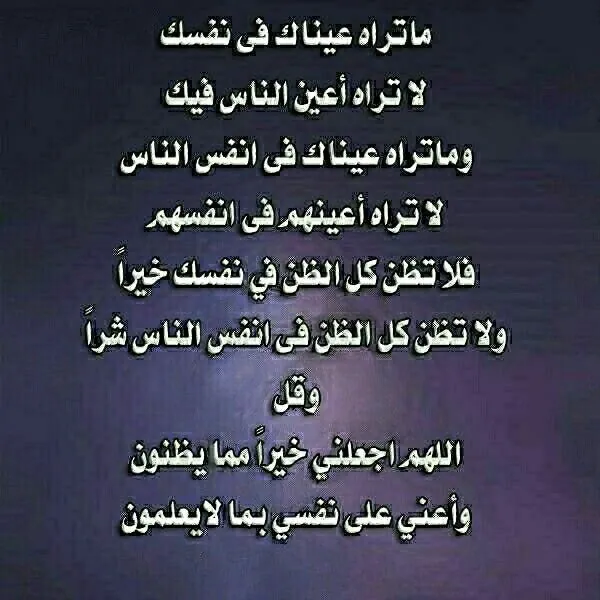 ماتراه عيناك فى نفسك
لا تراه أعين الناس فيك
وماتراه عيناك فى انفس الناس
لا تراه أعينهم فى انفسهم
فلا تظن كل الظن في نفسك خيراً
ولا تظن كل الظن فى انفس الناس شراً
وقل
اللهم اجعلني خيراً مما يظنون
وأعني على نفسي بما لايعلمون